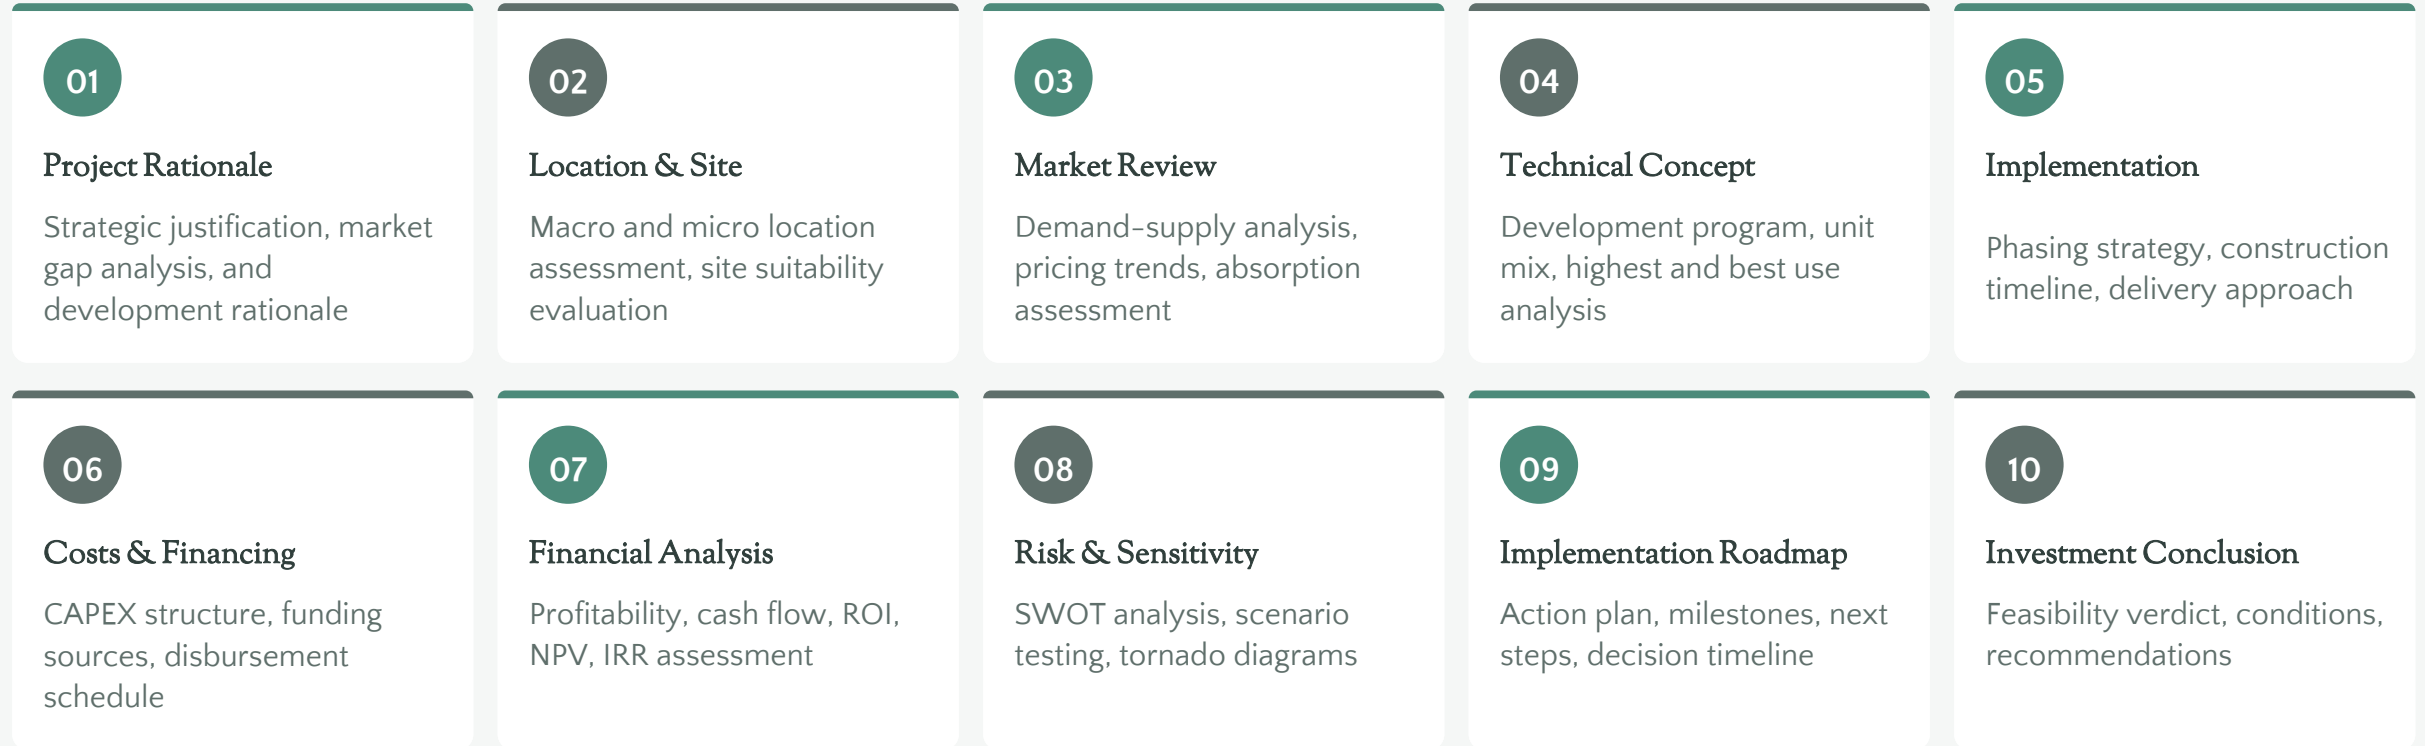 01
Project Rationale
Strategic justification, market
gap analysis, and
development rationale
02
Location & Site
Macro and micro location
assessment, site suitability
evaluation
03
Market Review
Demand-supply analysis,
pricing trends, absorption
assessment
04
Technical Concept
Development program, unit
mix, highest and best use
analysis
05
Implementation
Phasing strategy, construction
timeline, delivery approach
06
Costs & Financing
CAPEX structure, funding
sources, disbursement
schedule
07
Financial Analysis
Profitability, cash flow, ROI,
NPV, IRR assessment
08
Risk & Sensitivity
SWOT analysis, scenario
testing, tornado diagrams
09
Implementation Roadmap
Action plan, milestones, next
steps, decision timeline
10
Investment Conclusion
Feasibility verdict, conditions,
recommendations